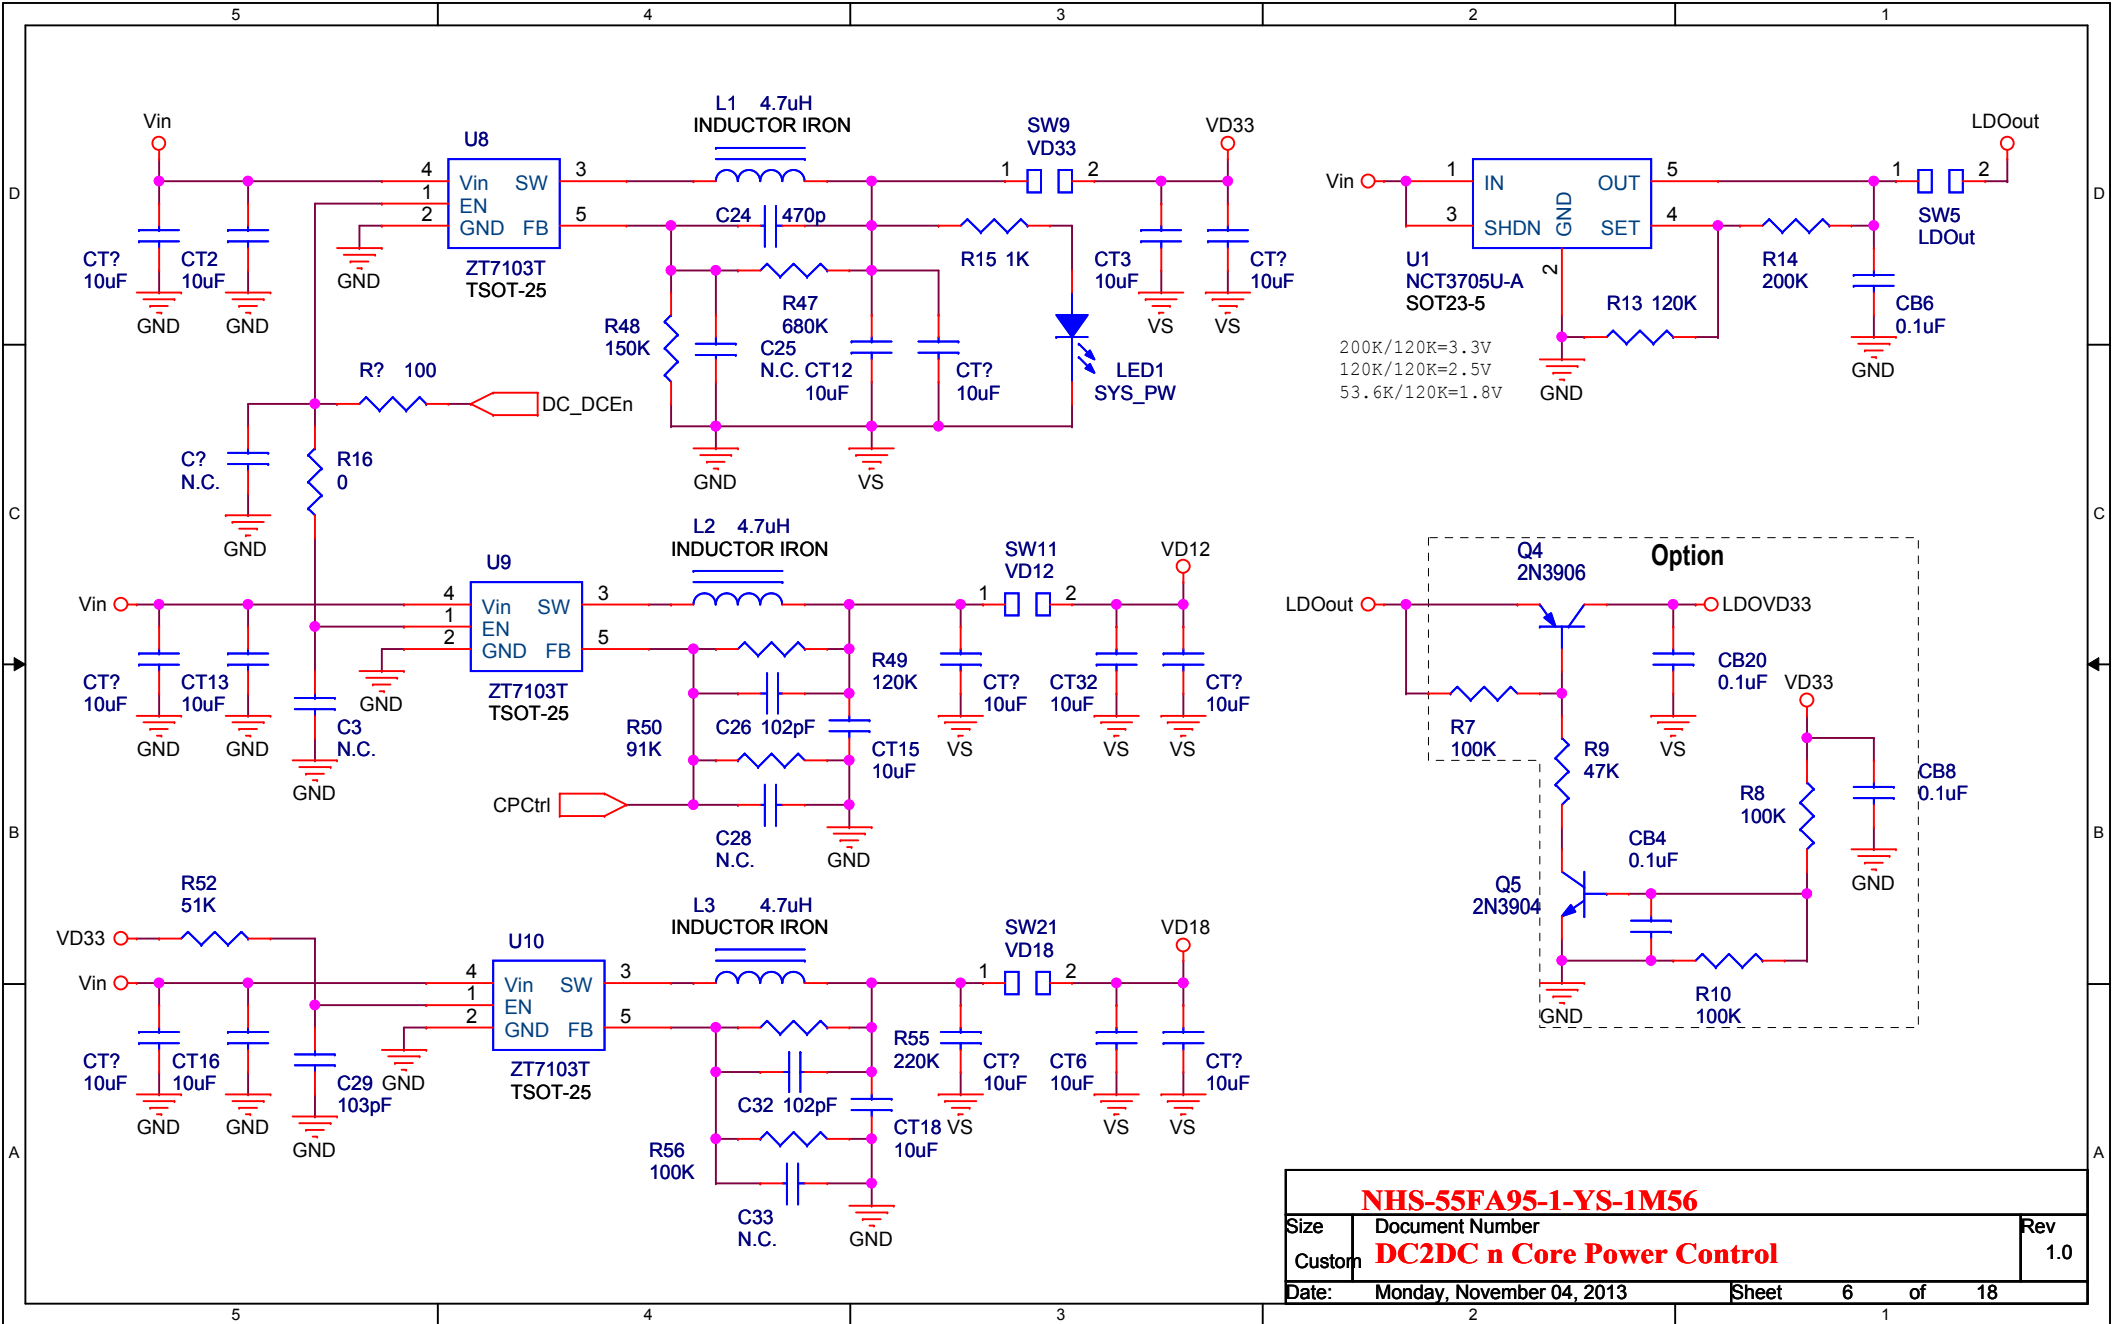 5 4 3 2 1
D
Vin
U8
4 Vin SW 3
1 EN
2 GND FB 5
ZT7103T
TSOT-25
CT?
10uF
CT2
10uF
GND
GND
GND
L1 4.7uH
INDUCTOR IRON
C24 470p
R47
680K
R48
150K
C25
N.C.
CT12
10uF
CT?
10uF
R15 1K
LED1
SYS_PW
SW9
VD33
1 2
VD33
CT3
10uF
CT?
10uF
VS
VS
GND
VS
R? 100
DC_DCEn
C?
N.C.
GND
R16
0
Vin
1 IN OUT 5
3 SHDN GND SET 4
2
U1
NCT3705U-A
SOT23-5
R13 120K
R14
200K
CB6
0.1uF
GND
GND
1 2
SW5
LDOut
LDOout
200K/120K=3.3V
120K/120K=2.5V
53.6K/120K=1.8V
D
C
Vin
U9
4 Vin SW 3
1 EN
2 GND FB 5
ZT7103T
TSOT-25
CT?
10uF
CT13
10uF
GND
GND
GND
C3
N.C.
GND
L2 4.7uH
INDUCTOR IRON
R49
120K
C26 102pF
R50
91K
CT15
10uF
CPCtrl
C28
N.C.
GND
SW11
VD12
1 2
VD12
CT?
10uF
CT32
10uF
CT?
10uF
VS
VS
VS
C
Option
LDOout
Q4
2N3906
LDOVD33
CB20
0.1uF
VS
R7
100K
R9
47K
VD33
R8
100K
CB8
0.1uF
GND
CB4
0.1uF
Q5
2N3904
R10
100K
GND
B
B
R52
51K
VD33
Vin
U10
4 Vin SW 3
1 EN
2 GND FB 5
ZT7103T
TSOT-25
CT?
10uF
CT16
10uF
GND
GND
C29
103pF
GND
GND
L3 4.7uH
INDUCTOR IRON
R55
220K
C32 102pF
R56
100K
CT18
10uF
C33
N.C.
GND
SW21
VD18
1 2
VD18
CT?
10uF
CT6
10uF
CT?
10uF
VS
VS
VS
A
A
NHS-55FA95-1-YS-1M56
Size Document Number Rev
Custom DC2DC n Core Power Control 1.0
Date: Monday, November 04, 2013 Sheet 6 of 18
5 4 3 2 1